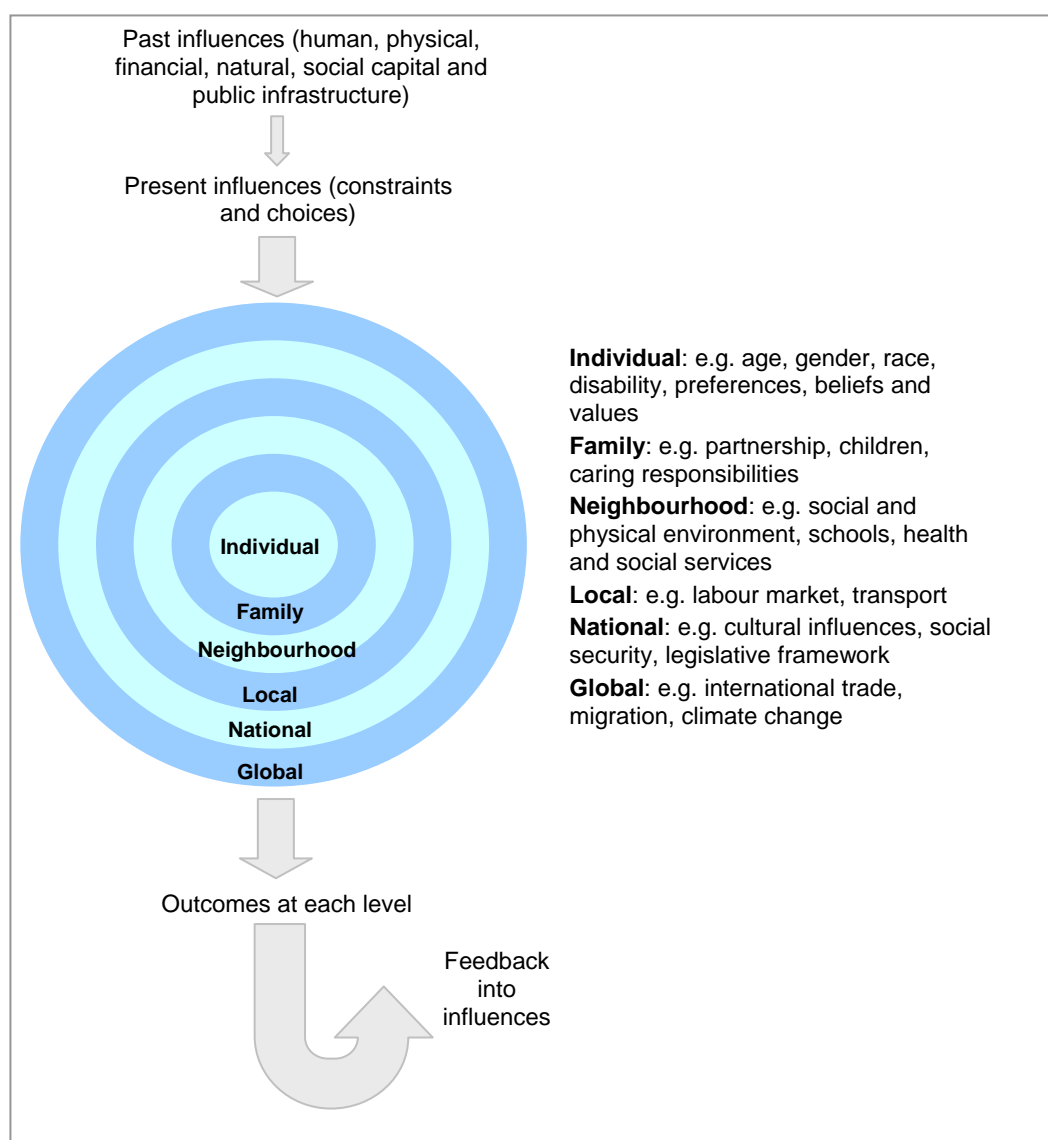 Past influences (human, physical,
financial, natural, social capital and
public infrastructure)
Present influences (constraints
and choices)
Individual
Family
Neighbourhood
Local
National
Global
Individual: e.g. age, gender, race,
disability, preferences, beliefs and
values
Family: e.g. partnership, children,
caring responsibilities
Neighbourhood: e.g. social and
physical environment, schools, health
and social services
Local: e.g. labour market, transport
National: e.g. cultural influences, social
security, legislative framework
Global: e.g. international trade,
migration, climate change
Outcomes at each level
Feedback
into
influences